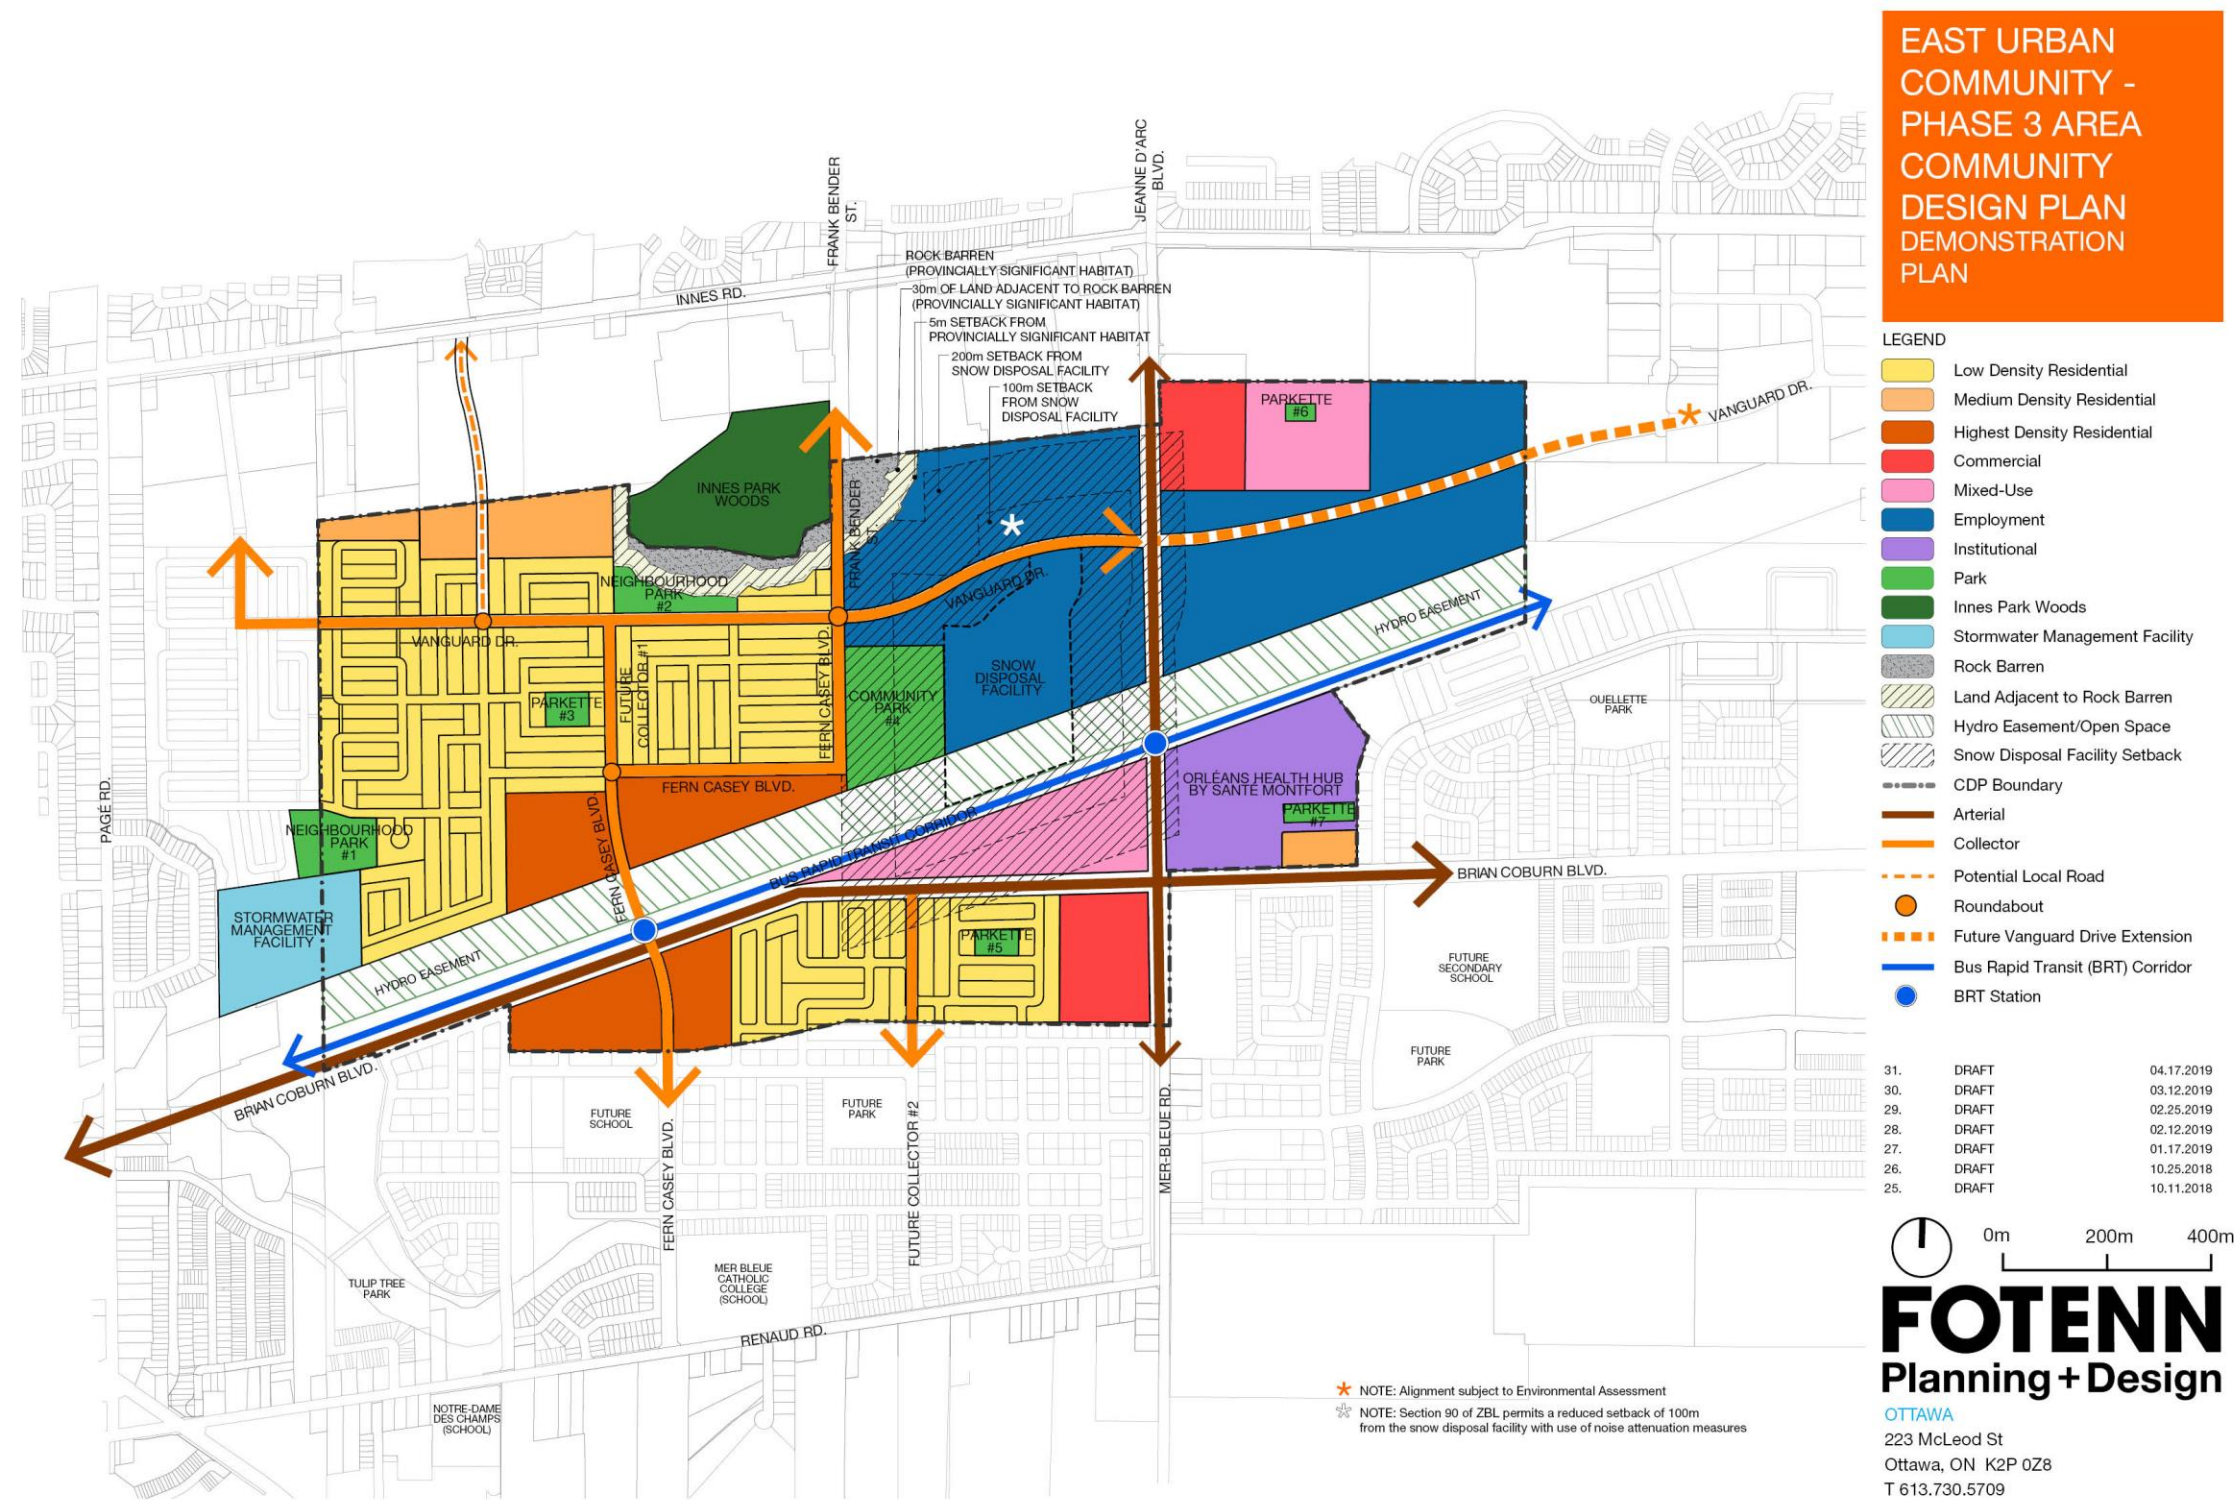 EAST URBAN
COMMUNITY -
PHASE 3 AREA
COMMUNITY
DESIGN PLAN
DEMONSTRATION
PLAN
LEGEND
Low Density Residential
Medium Density Residential
Highest Density Residential
Commercial
Mixed-Use
Employment
Institutional
Park
Innes Park Woods
Stormwater Management Facility
Rock Barren
Land Adjacent to Rock Barren
Hydro Easement/Open Space
Snow Disposal Facility Setback
CDP Boundary
Arterial
Collector
Potential Local Road
Roundabout
Future Vanguard Drive Extension
Bus Rapid Transit (BRT) Corridor
BRT Station
31. DRAFT 04.17.2019
30. DRAFT 03.12.2019
29. DRAFT 02.25.2019
28. DRAFT 02.12.2019
27. DRAFT 01.17.2019
26. DRAFT 10.25.2018
25. DRAFT 10.11.2018
0m 200m 400m
FOTENN
Planning + Design
OTTAWA
223 McLeod St
Ottawa, ON K2P 0Z8
T 613.730.5709
FRANK BENDER
ST.
JEANNE D'ARC
BLVD.
INNES RD.
ROCK BARREN
(PROVINCIALLY SIGNIFICANT HABITAT)
30m OF LAND ADJACENT TO ROCK BARREN
(PROVINCIALLY SIGNIFICANT HABITAT)
5m SETBACK FROM
PROVINCIALLY SIGNIFICANT HABITAT
200m SETBACK FROM
SNOW DISPOSAL FACILITY
100m SETBACK
FROM SNOW
DISPOSAL FACILITY
PARKETTE
#6
VANGUARD DR.
INNES PARK
WOODS
FRANK BENDER
ST.
NEIGHBOURHOOD
PARK
#2
VANGUARD DR.
VANGUARD DR.
HYDRO EASEMENT
FUTURE
COLLECTOR #1
FERN CASEY BLVD.
SNOW
DISPOSAL
FACILITY
COMMUNITY
PARK
#4
PARKETTE
#3
OUELLETTE
PARK
PAGÉ RD.
FERN CASEY BLVD.
FERN CASEY BLVD.
ORLÉANS HEALTH HUB
BY SANTÉ MONTFORT
PARKETTE
#7
NEIGHBOURHOOD
PARK
#1
BUS RAPID TRANSIT CORRIDOR
BRIAN COBURN BLVD.
STORMWATER
MANAGEMENT
FACILITY
HYDRO EASEMENT
PARKETTE
#5
FUTURE
SECONDARY
SCHOOL
FUTURE
PARK
BRIAN COBURN BLVD.
FUTURE
SCHOOL
FUTURE
PARK
FERN CASEY BLVD.
FUTURE COLLECTOR #2
MER-BLEUE RD.
TULIP TREE
PARK
MER BLEUE
CATHOLIC
COLLEGE
(SCHOOL)
RENAUD RD.
NOTRE-DAME
DES CHAMPS
(SCHOOL)
* NOTE: Alignment subject to Environmental Assessment
* NOTE: Section 90 of ZBL permits a reduced setback of 100m
from the snow disposal facility with use of noise attenuation measures